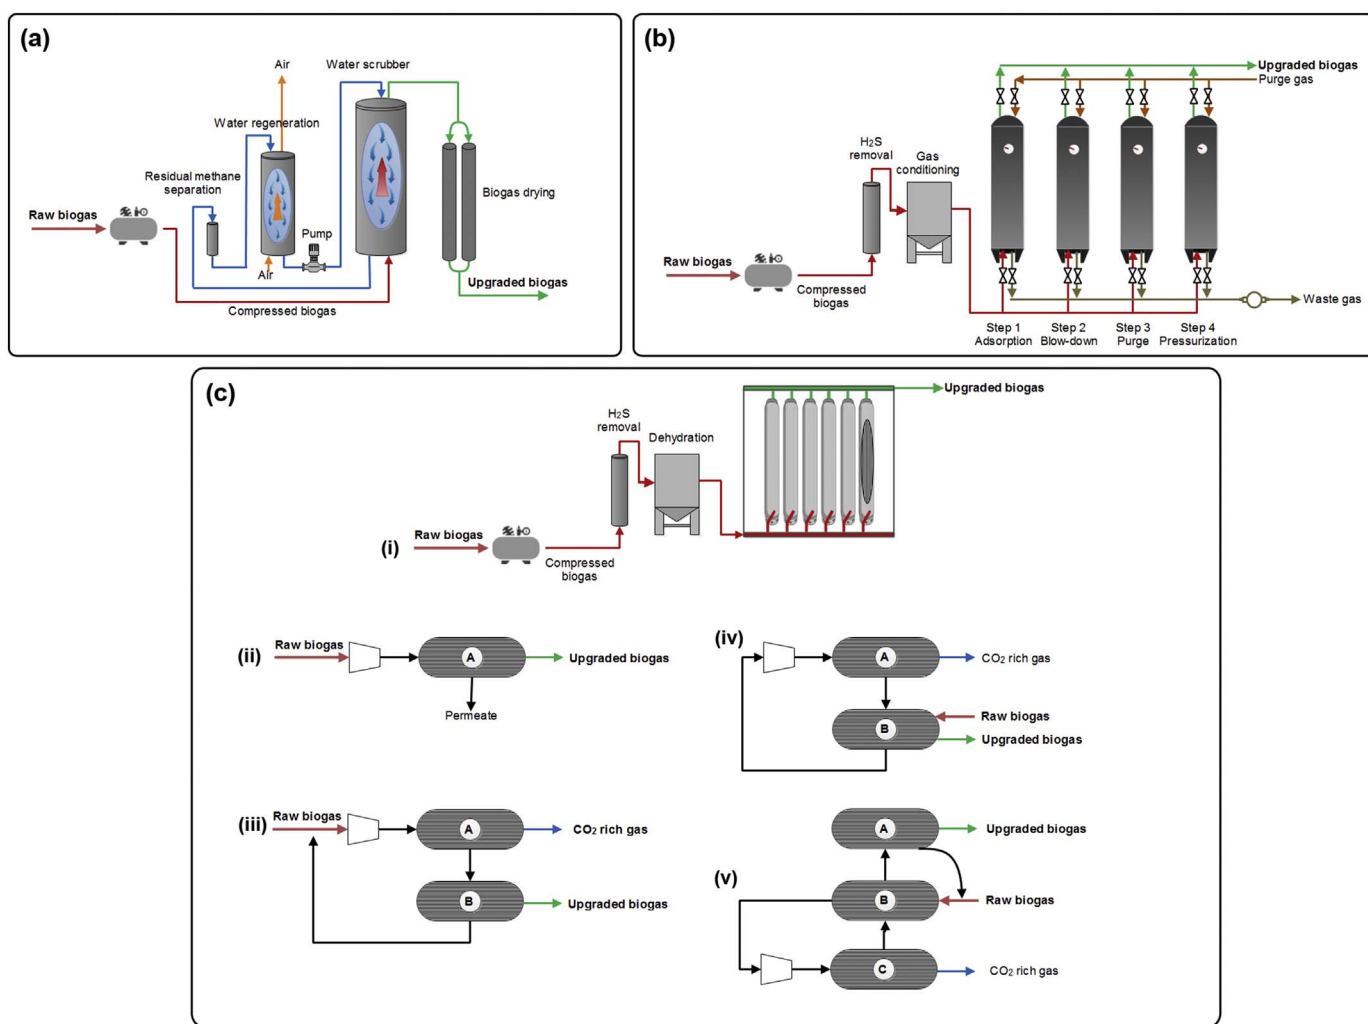 (a)
Air
Water scrubber
Water regeneration
Residual methane
separation
Biogas drying
Raw biogas
Pump
Air
Upgraded biogas
Compressed biogas
(b)
Upgraded biogas
Purge gas
H2S
removal
Gas
conditioning
Raw biogas
Compressed
biogas
Waste gas
Step 1
Adsorption
Step 2
Blow-down
Step 3
Purge
Step 4
Pressurization
(c)
Upgraded biogas
H2S
removal
Dehydration
(i)
Raw biogas
Compressed
biogas
(ii)
Raw biogas
A
Upgraded biogas
Permeate
(iv)
A
CO2 rich gas
B
Raw biogas
Upgraded biogas
(iii)
Raw biogas
A
CO2 rich gas
B
Upgraded biogas
(v)
A
Upgraded biogas
B
Raw biogas
C
CO2 rich gas